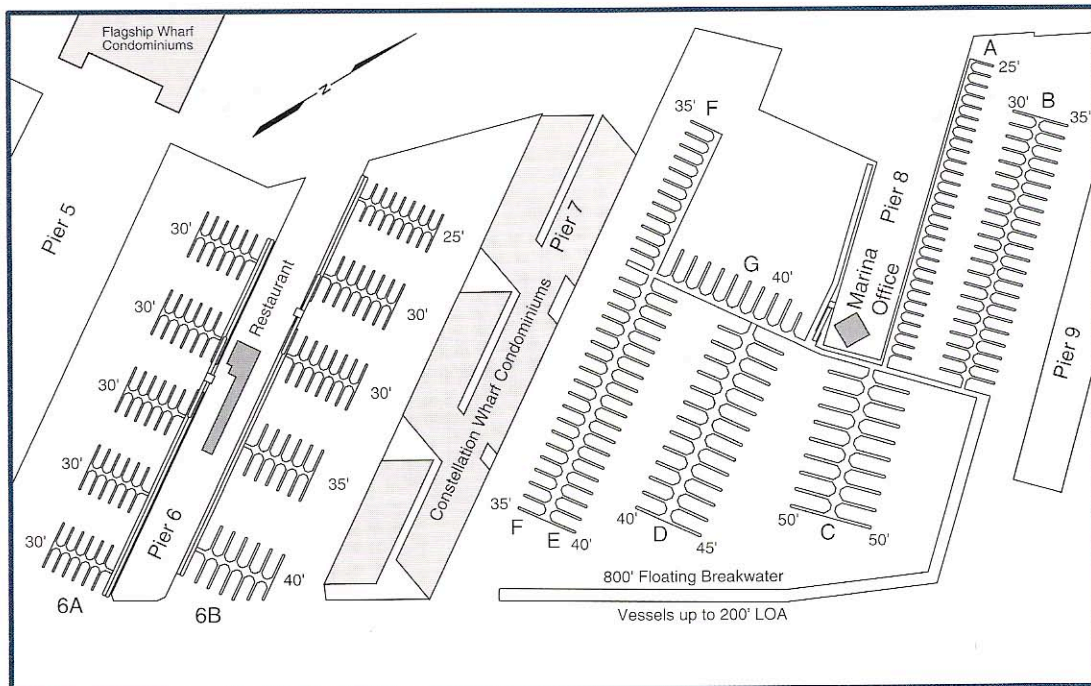 Flagship Wharf
Condominiums
N
Pier 5
30'
30'
30'
30'
30'
6A
Pier 6
Restaurant
25'
30'
30'
35'
40'
6B
Pier 7
Constellation Wharf Condominiums
35'
F
G
40'
35'
F
E
40'
40'
D
45'
50'
C
50'
Marina
Office
Pier 8
A
25'
30'
B
35'
Pier 9
800' Floating Breakwater
Vessels up to 200' LOA